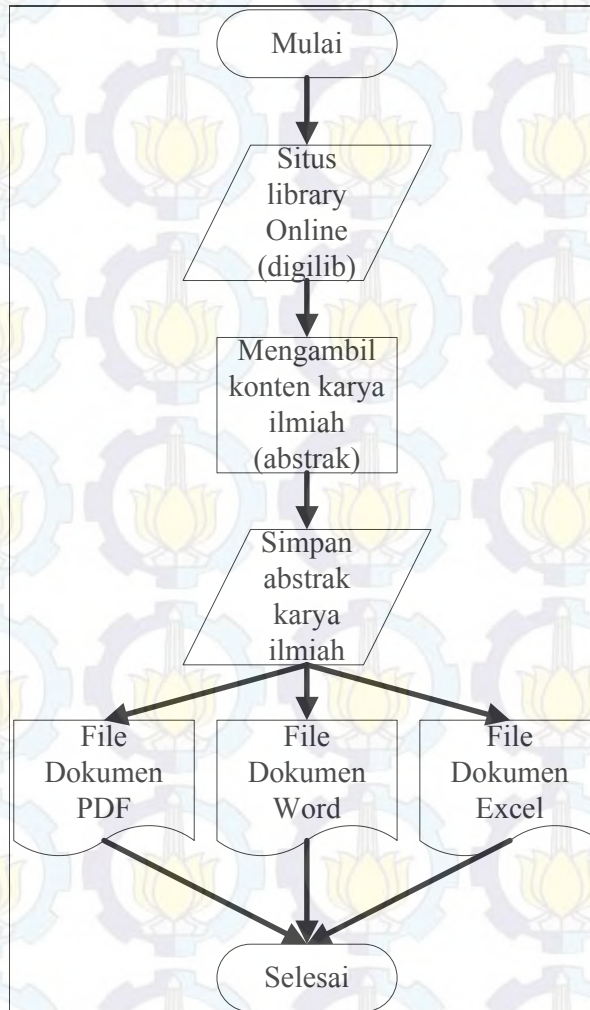 Mulai
Situs
library
Online
(digilib)
Mengambil
konten karya
ilmiah
(abstrak)
Simpan
abstrak
karya
ilmiah
File
Dokumen
PDF
File
Dokumen
Word
File
Dokumen
Excel
Selesai